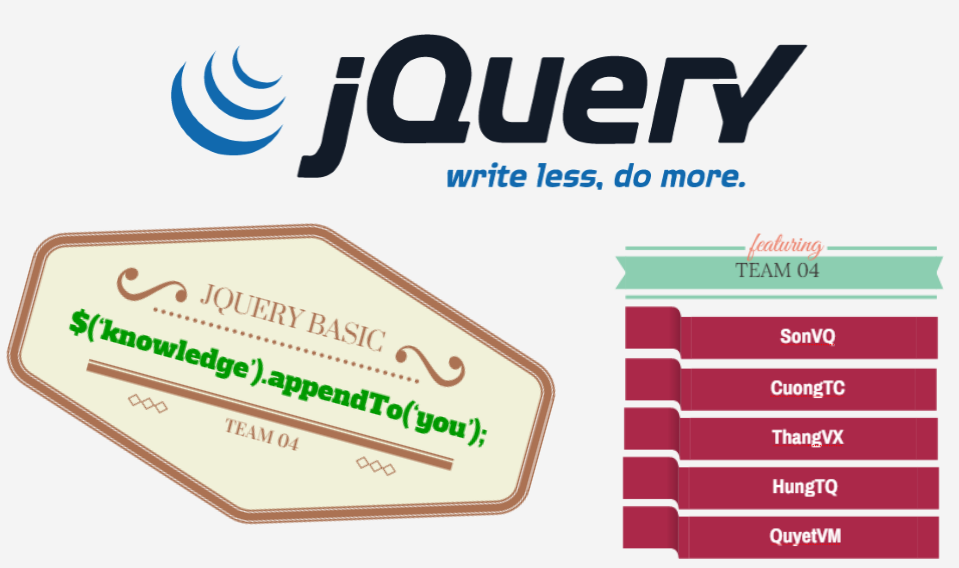 jQuery
write less, do more.
JQUERY BASIC
$('knowledge').appendTo('you');
TEAM 04
featuring
TEAM 04
SonVQ
CuongTC
ThangVX
HungTQ
QuyetVM